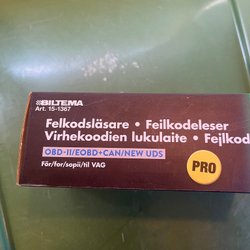 BILTEMA
Art. 15-1367
Felkodsläsare • Feilkodeleser
Virhekoodien lukulaite • Fejlkod
OBD-II/EOBD+CAN/NEW UDS
För/for/sopii/til VAG
PRO